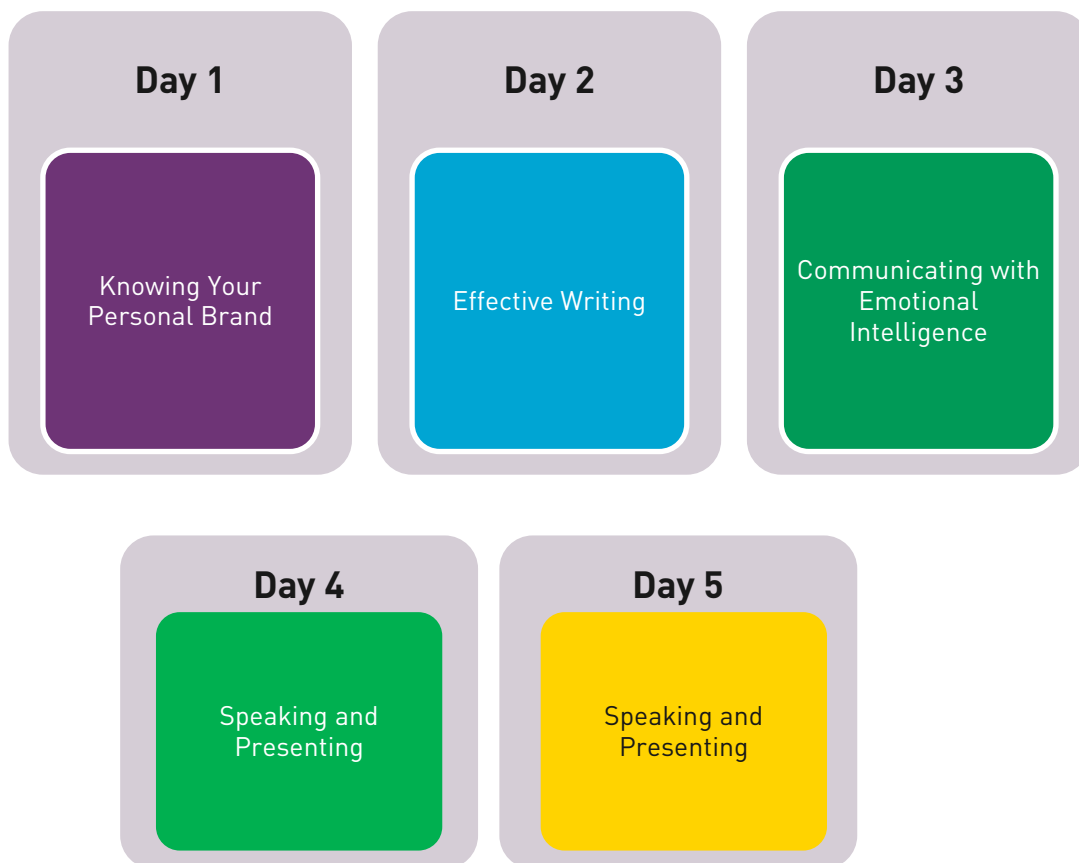 Day 1
Knowing Your
Personal Brand
Day 2
Effective Writing
Day 3
Communicating with
Emotional
Intelligence
Day 4
Speaking and
Presenting
Day 5
Speaking and
Presenting